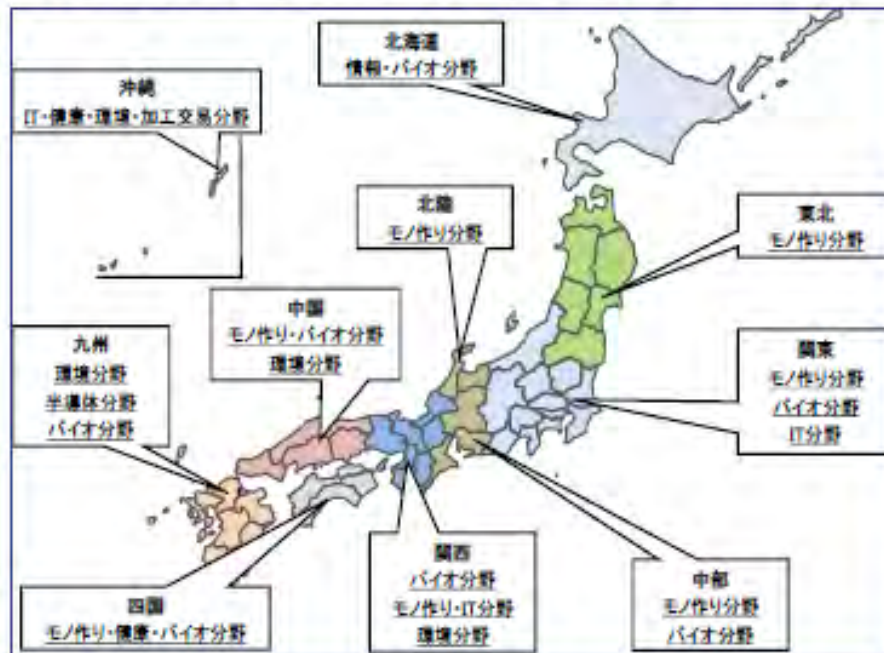 北海道
情報・バイオ分野
沖縄
IT・健康・環境・加工交易分野
北陸
モノ作り分野
東北
モノ作り分野
中国
モノ作り・バイオ分野
環境分野
九州
環境分野
半導体分野
バイオ分野
関東
モノ作り分野
バイオ分野
IT分野
関西
バイオ分野
モノ作り・IT分野
環境分野
中部
モノ作り分野
バイオ分野
四国
モノ作り・健康・バイオ分野